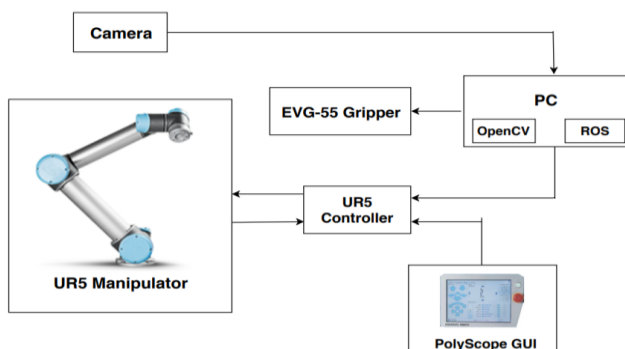 Camera
PC
OpenCV
ROS
EVG-55 Gripper
UR5
Controller
UR5 Manipulator
PolyScope GUI